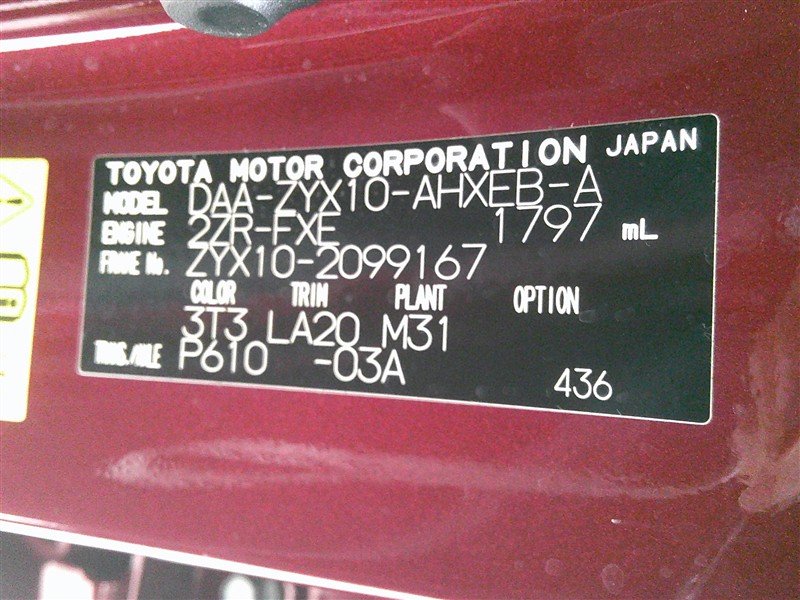 TOYOTA MOTOR CORPORATION JAPAN
MODEL DAA-ZYX10-AHXEB-A
ENGINE 2ZR-FXE 1797 mL
FRAME No. ZYX10-2099167
COLOR TRIM PLANT OPTION
3T3 LA20 M31
TRANS./AXLE P610 -03A
436